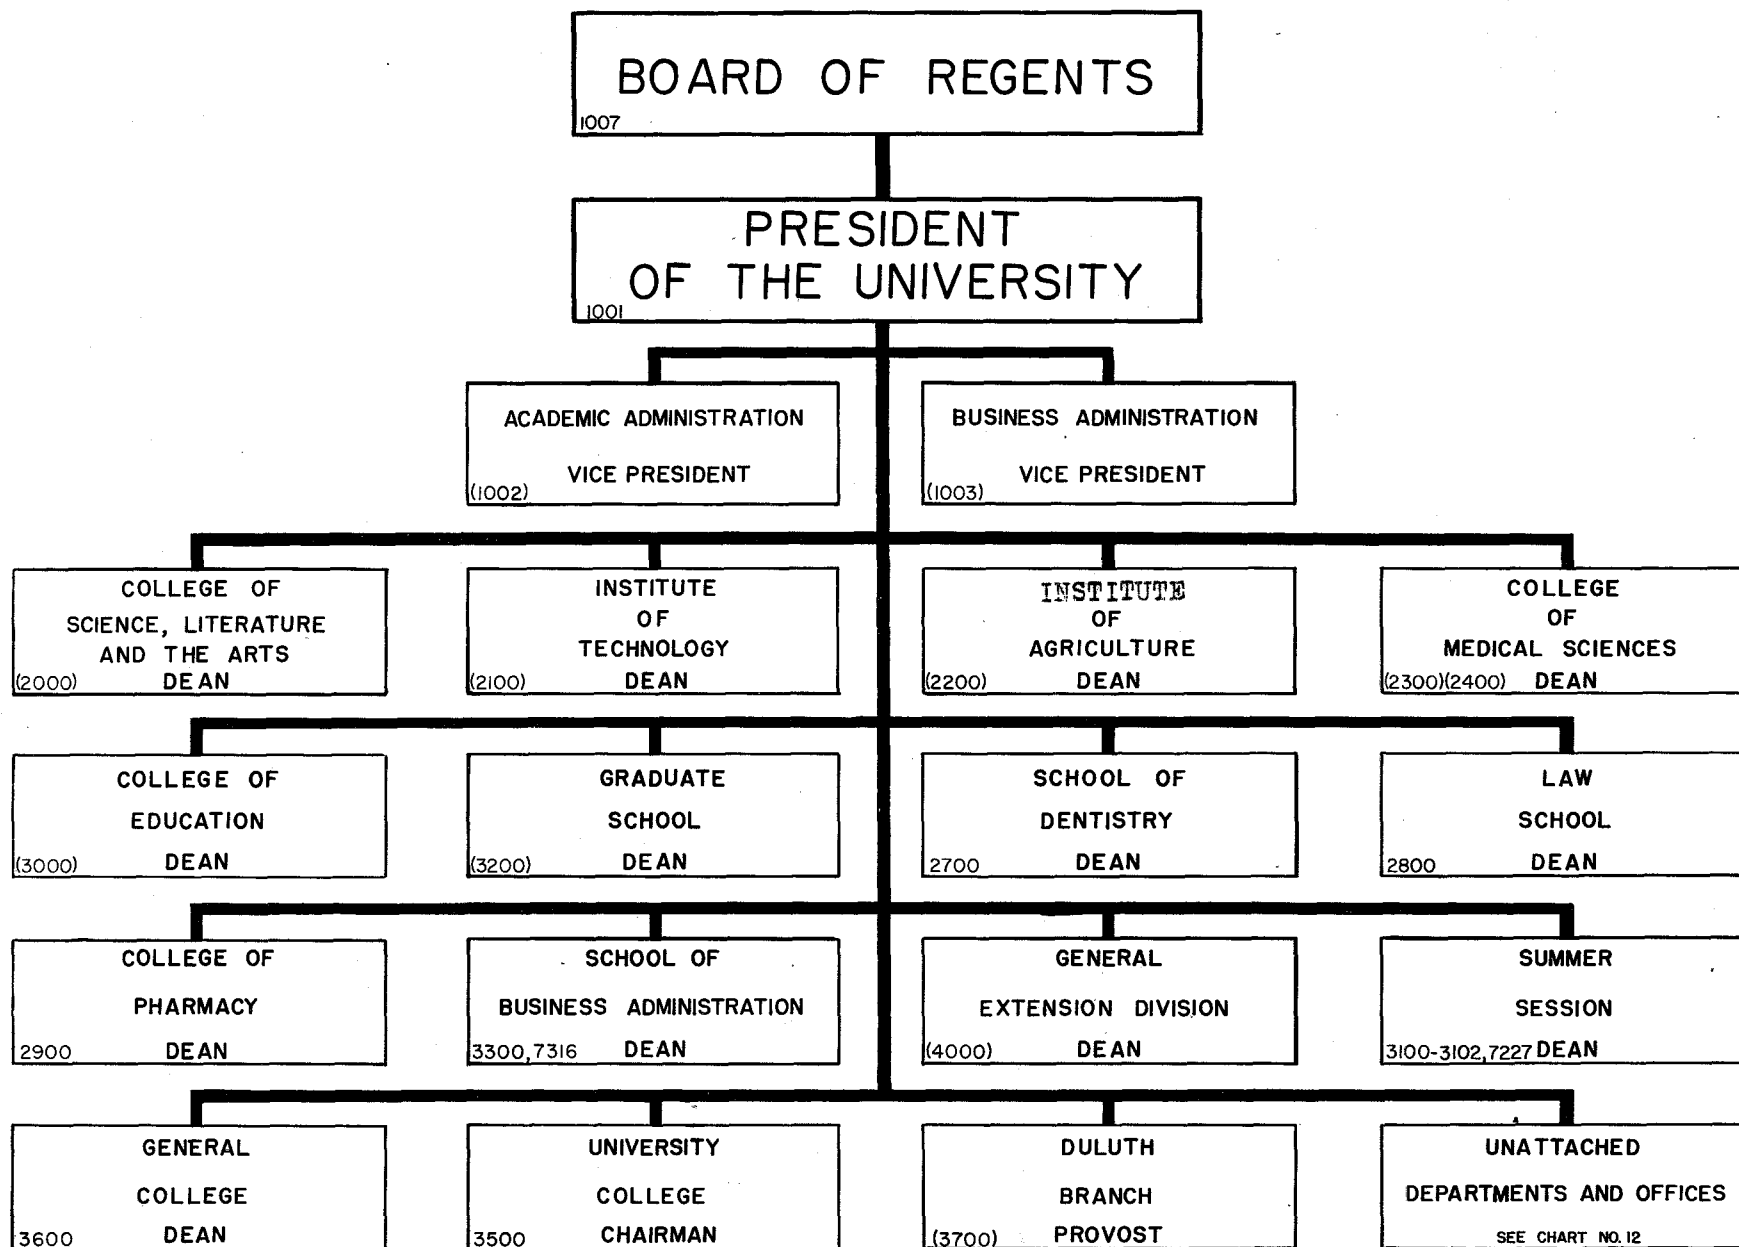 BOARD OF REGENTS
1007
PRESIDENT
OF THE UNIVERSITY
1001
ACADEMIC ADMINISTRATION
VICE PRESIDENT
(1002)
BUSINESS ADMINISTRATION
VICE PRESIDENT
(1003)
COLLEGE OF
SCIENCE, LITERATURE
AND THE ARTS
(2000) DEAN
INSTITUTE
OF
TECHNOLOGY
(2100) DEAN
INSTITUTE
OF
AGRICULTURE
(2200) DEAN
COLLEGE
OF
MEDICAL SCIENCES
(2300)(2400) DEAN
COLLEGE OF
EDUCATION
(3000) DEAN
GRADUATE
SCHOOL
(3200) DEAN
SCHOOL OF
DENTISTRY
2700 DEAN
LAW
SCHOOL
2800 DEAN
COLLEGE OF
PHARMACY
2900 DEAN
SCHOOL OF
BUSINESS ADMINISTRATION
3300,7316 DEAN
GENERAL
EXTENSION DIVISION
(4000) DEAN
SUMMER
SESSION
3100-3102,7227 DEAN
GENERAL
COLLEGE
3600 DEAN
UNIVERSITY
COLLEGE
3500 CHAIRMAN
DULUTH
BRANCH
(3700) PROVOST
UNATTACHED
DEPARTMENTS AND OFFICES
SEE CHART NO. 12